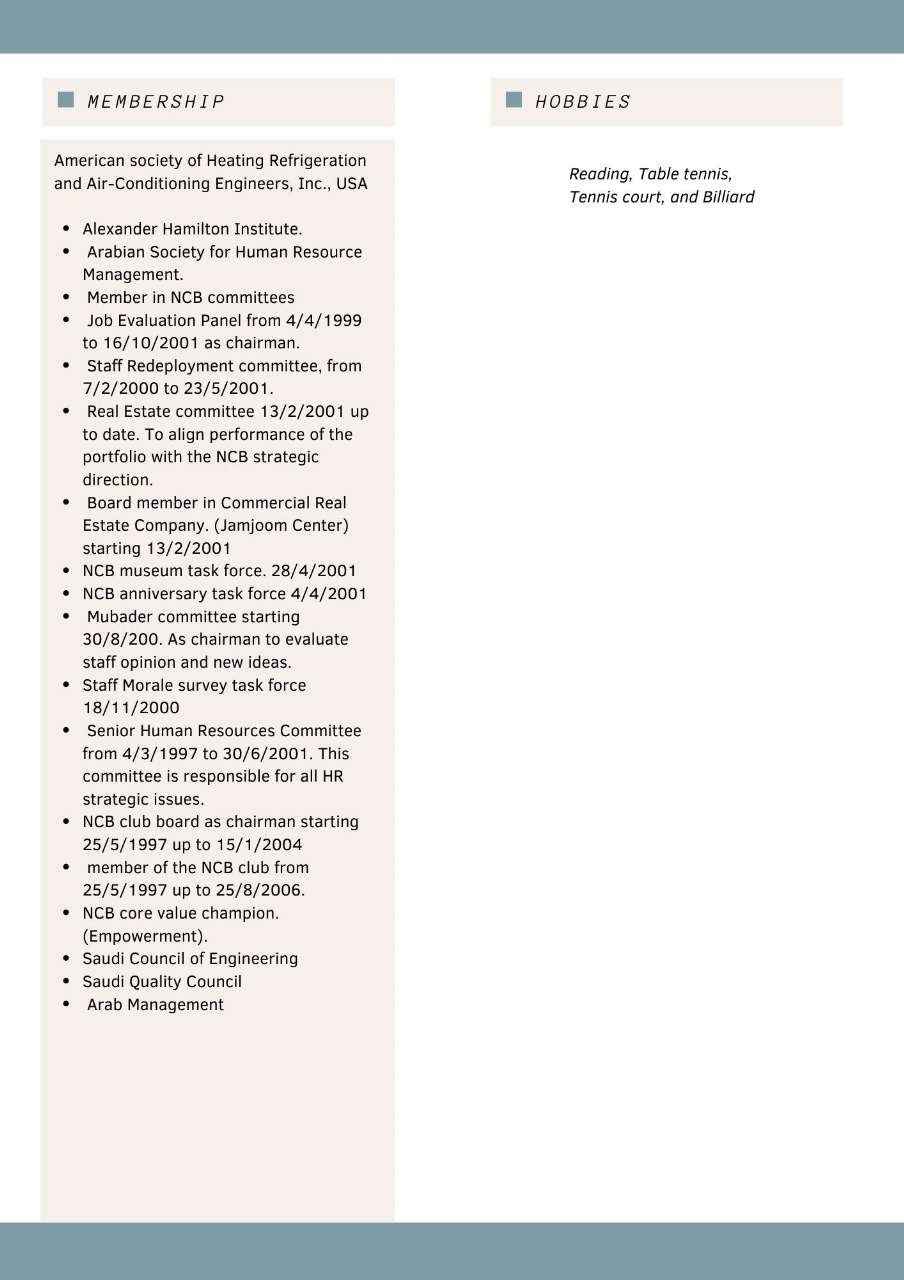 MEMBERSHIP
American society of Heating Refrigeration
and Air-Conditioning Engineers, Inc., USA
• Alexander Hamilton Institute.
• Arabian Society for Human Resource
Management.
• Member in NCB committees
• Job Evaluation Panel from 4/4/1999
to 16/10/2001 as chairman.
• Staff Redeployment committee, from
7/2/2000 to 23/5/2001.
• Real Estate committee 13/2/2001 up
to date. To align performance of the
portfolio with the NCB strategic
direction.
• Board member in Commercial Real
Estate Company. (Jamjoom Center)
starting 13/2/2001
• NCB museum task force. 28/4/2001
• NCB anniversary task force 4/4/2001
• Mubader committee starting
30/8/200. As chairman to evaluate
staff opinion and new ideas.
• Staff Morale survey task force
18/11/2000
• Senior Human Resources Committee
from 4/3/1997 to 30/6/2001. This
committee is responsible for all HR
strategic issues.
• NCB club board as chairman starting
25/5/1997 up to 15/1/2004
• member of the NCB club from
25/5/1997 up to 25/8/2006.
• NCB core value champion.
(Empowerment).
• Saudi Council of Engineering
• Saudi Quality Council
• Arab Management
HOBBIES
Reading, Table tennis,
Tennis court, and Billiard